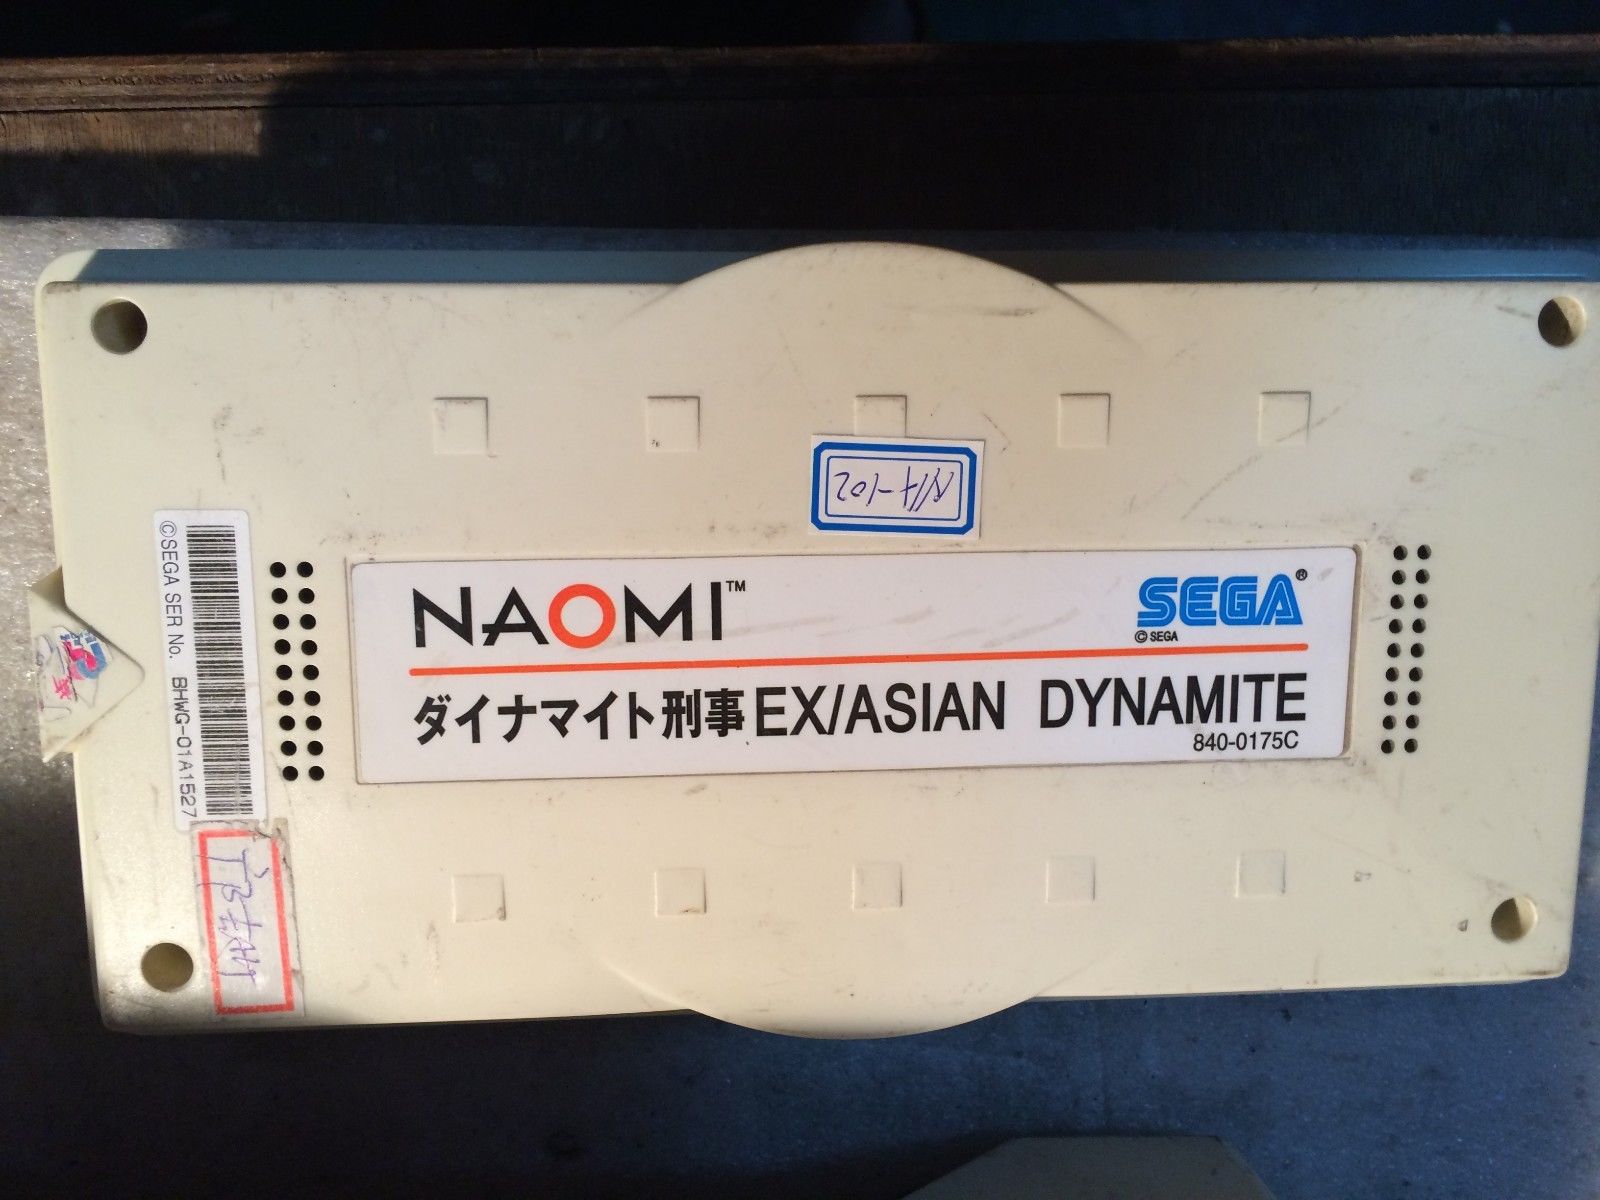 NAOMI™
SEGA®
© SEGA
ダイナマイト刑事EX/ASIAN DYNAMITE
840-0175C
©SEGA SER No. BHWG-01A1527